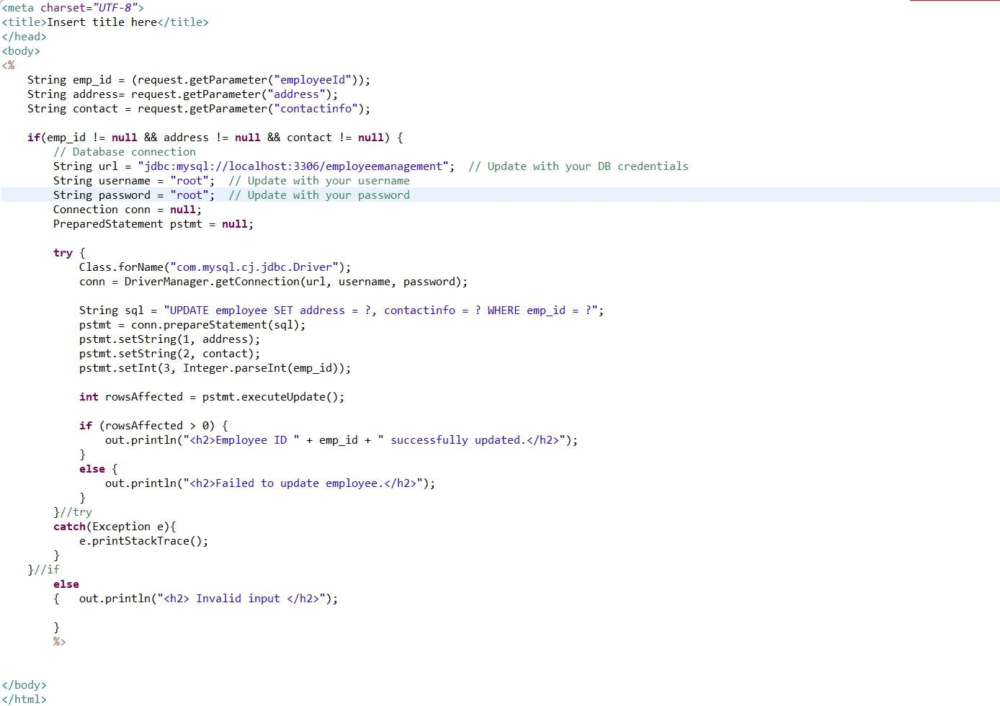 <meta charset="UTF-8">
<title>Insert title here</title>
</head>
<body>
<%
    String emp_id = (request.getParameter("employeeId"));
    String address= request.getParameter("address");
    String contact = request.getParameter("contactinfo");

    if(emp_id != null && address != null && contact != null) {
        // Database connection
        String url = "jdbc:mysql://localhost:3306/employeemanagement";  // Update with your DB credentials
        String username = "root";  // Update with your username
        String password = "root";  // Update with your password
        Connection conn = null;
        PreparedStatement pstmt = null;

        try {
            Class.forName("com.mysql.cj.jdbc.Driver");
            conn = DriverManager.getConnection(url, username, password);

            String sql = "UPDATE employee SET address = ?, contactinfo = ? WHERE emp_id = ?";
            pstmt = conn.prepareStatement(sql);
            pstmt.setString(1, address);
            pstmt.setString(2, contact);
            pstmt.setInt(3, Integer.parseInt(emp_id));

            int rowsAffected = pstmt.executeUpdate();

            if (rowsAffected > 0) {
                out.println("<h2>Employee ID " + emp_id + " successfully updated.</h2>");
            }
            else {
                out.println("<h2>Failed to update employee.</h2>");
            }
        }//try
        catch(Exception e){
            e.printStackTrace();
        }
    }//if
        else
        {   out.println("<h2> Invalid input </h2>");

        }
        %>


</body>
</html>